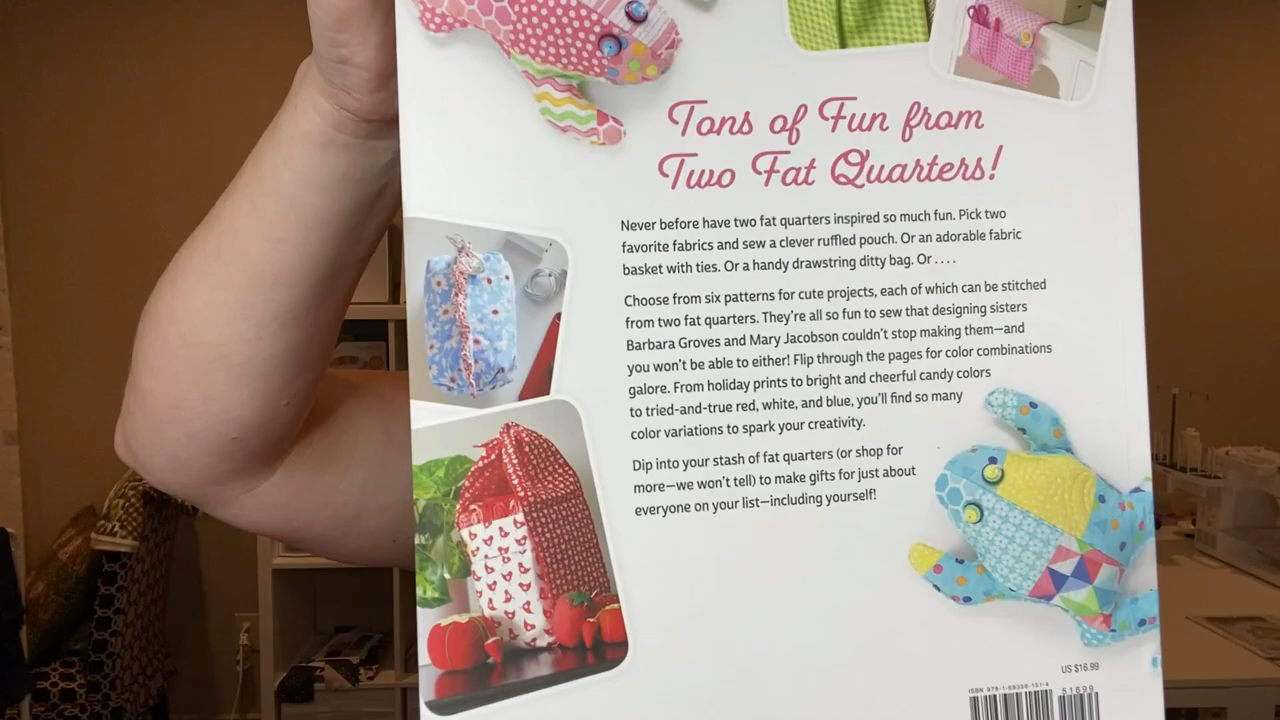 Tons of Fun from
Two Fat Quarters!
Never before have two fat quarters inspired so much fun. Pick two
favorite fabrics and sew a clever ruffled pouch. Or an adorable fabric
basket with ties. Or a handy drawstring ditty bag. Or . . . .
Choose from six patterns for cute projects, each of which can be stitched
from two fat quarters. They're all so fun to sew that designing sisters
Barbara Groves and Mary Jacobson couldn't stop making them—and
you won't be able to either! Flip through the pages for color combinations
galore. From holiday prints to bright and cheerful candy colors
to tried-and-true red, white, and blue, you'll find so many
color variations to spark your creativity.
Dip into your stash of fat quarters (or shop for
more—we won't tell) to make gifts for just about
everyone on your list—including yourself!
US $16.99
ISBN 978-1-68356-151-4
51699